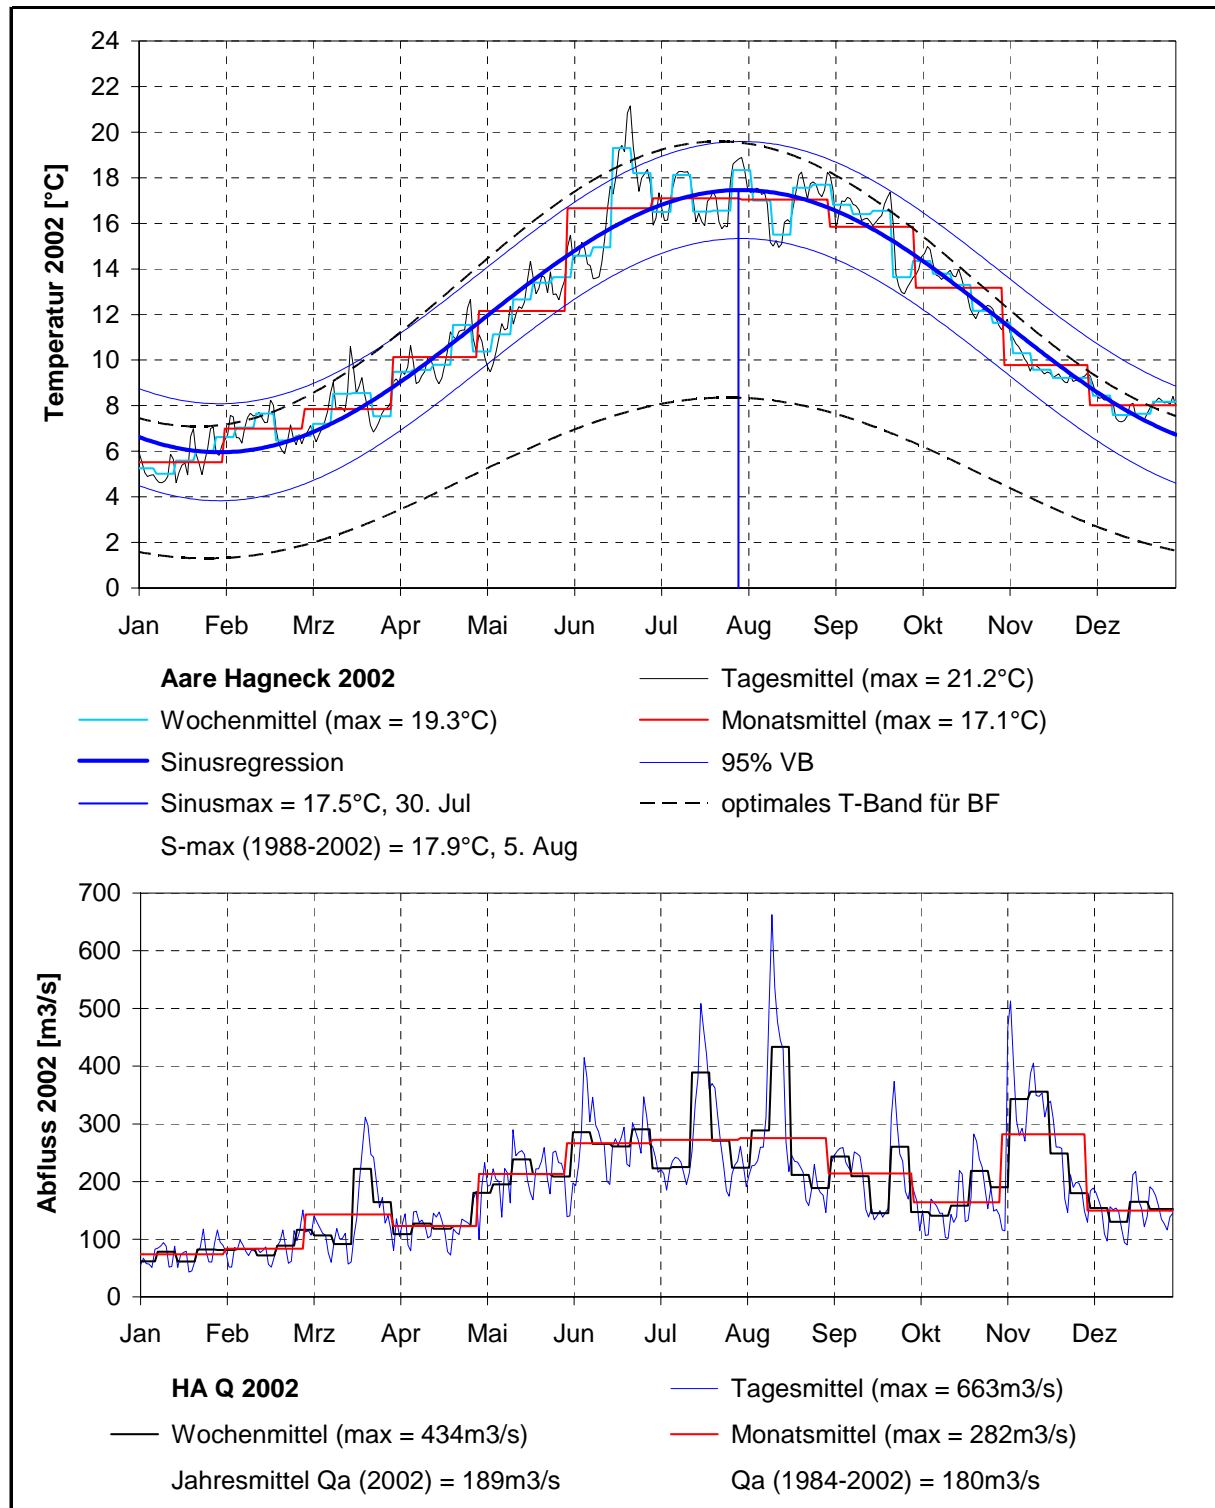 Temperatur 2002 [°C]
24
22
20
18
16
14
12
10
8
6
4
2
0
Jan Feb Mrz Apr Mai Jun Jul Aug Sep Okt Nov Dez
Aare Hagneck 2002
Tagesmittel (max = 21.2°C)
Wochenmittel (max = 19.3°C)
Monatsmittel (max = 17.1°C)
Sinusregression
95% VB
Sinusmax = 17.5°C, 30. Jul
optimales T-Band für BF
S-max (1988-2002) = 17.9°C, 5. Aug
Abfluss 2002 [m3/s]
700
600
500
400
300
200
100
0
Jan Feb Mrz Apr Mai Jun Jul Aug Sep Okt Nov Dez
HA Q 2002
Tagesmittel (max = 663m3/s)
Wochenmittel (max = 434m3/s)
Monatsmittel (max = 282m3/s)
Jahresmittel Qa (2002) = 189m3/s
Qa (1984-2002) = 180m3/s